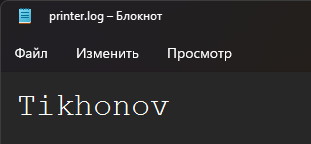 printer.log – Блокнот
Файл Изменить Просмотр
Tikhonov